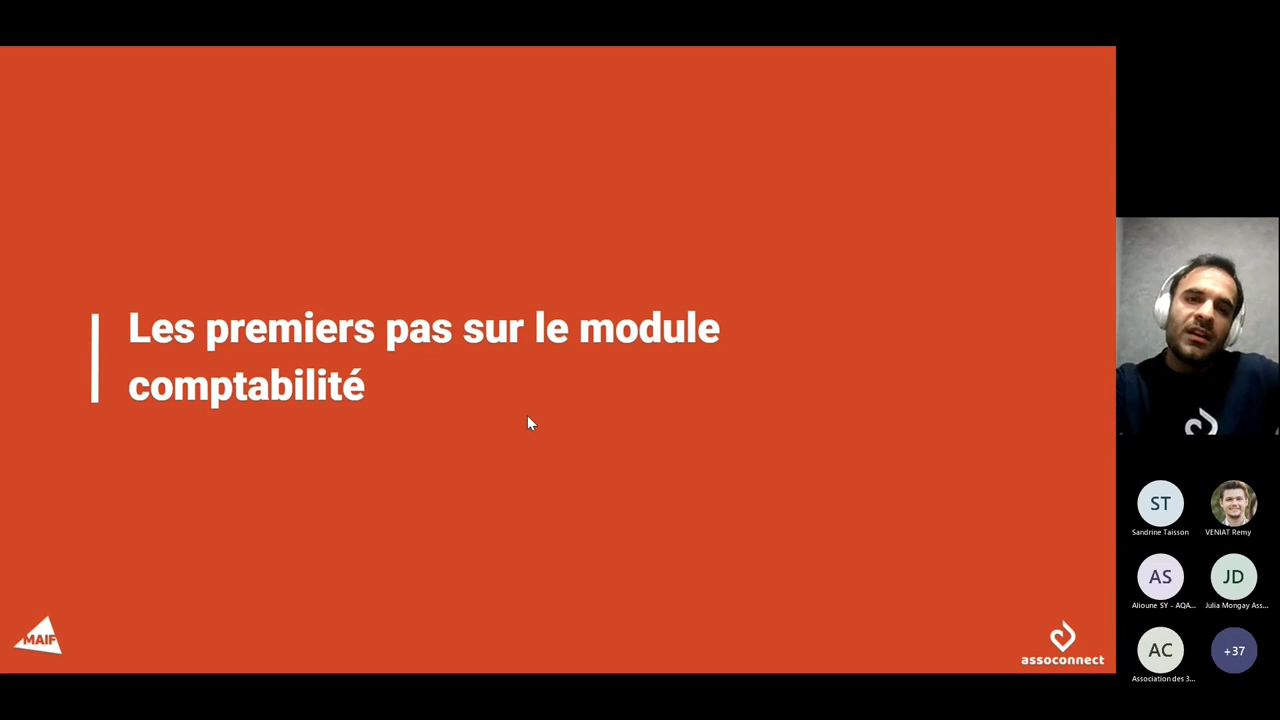 Les premiers pas sur le module
comptabilité
MAIF
assoconnect
ST
Sandrine Taisson
VENIAT Remy
AS
JD
Alioune SY - AQA...
Julia Mongay Ass...
AC
+37
Association des 3...